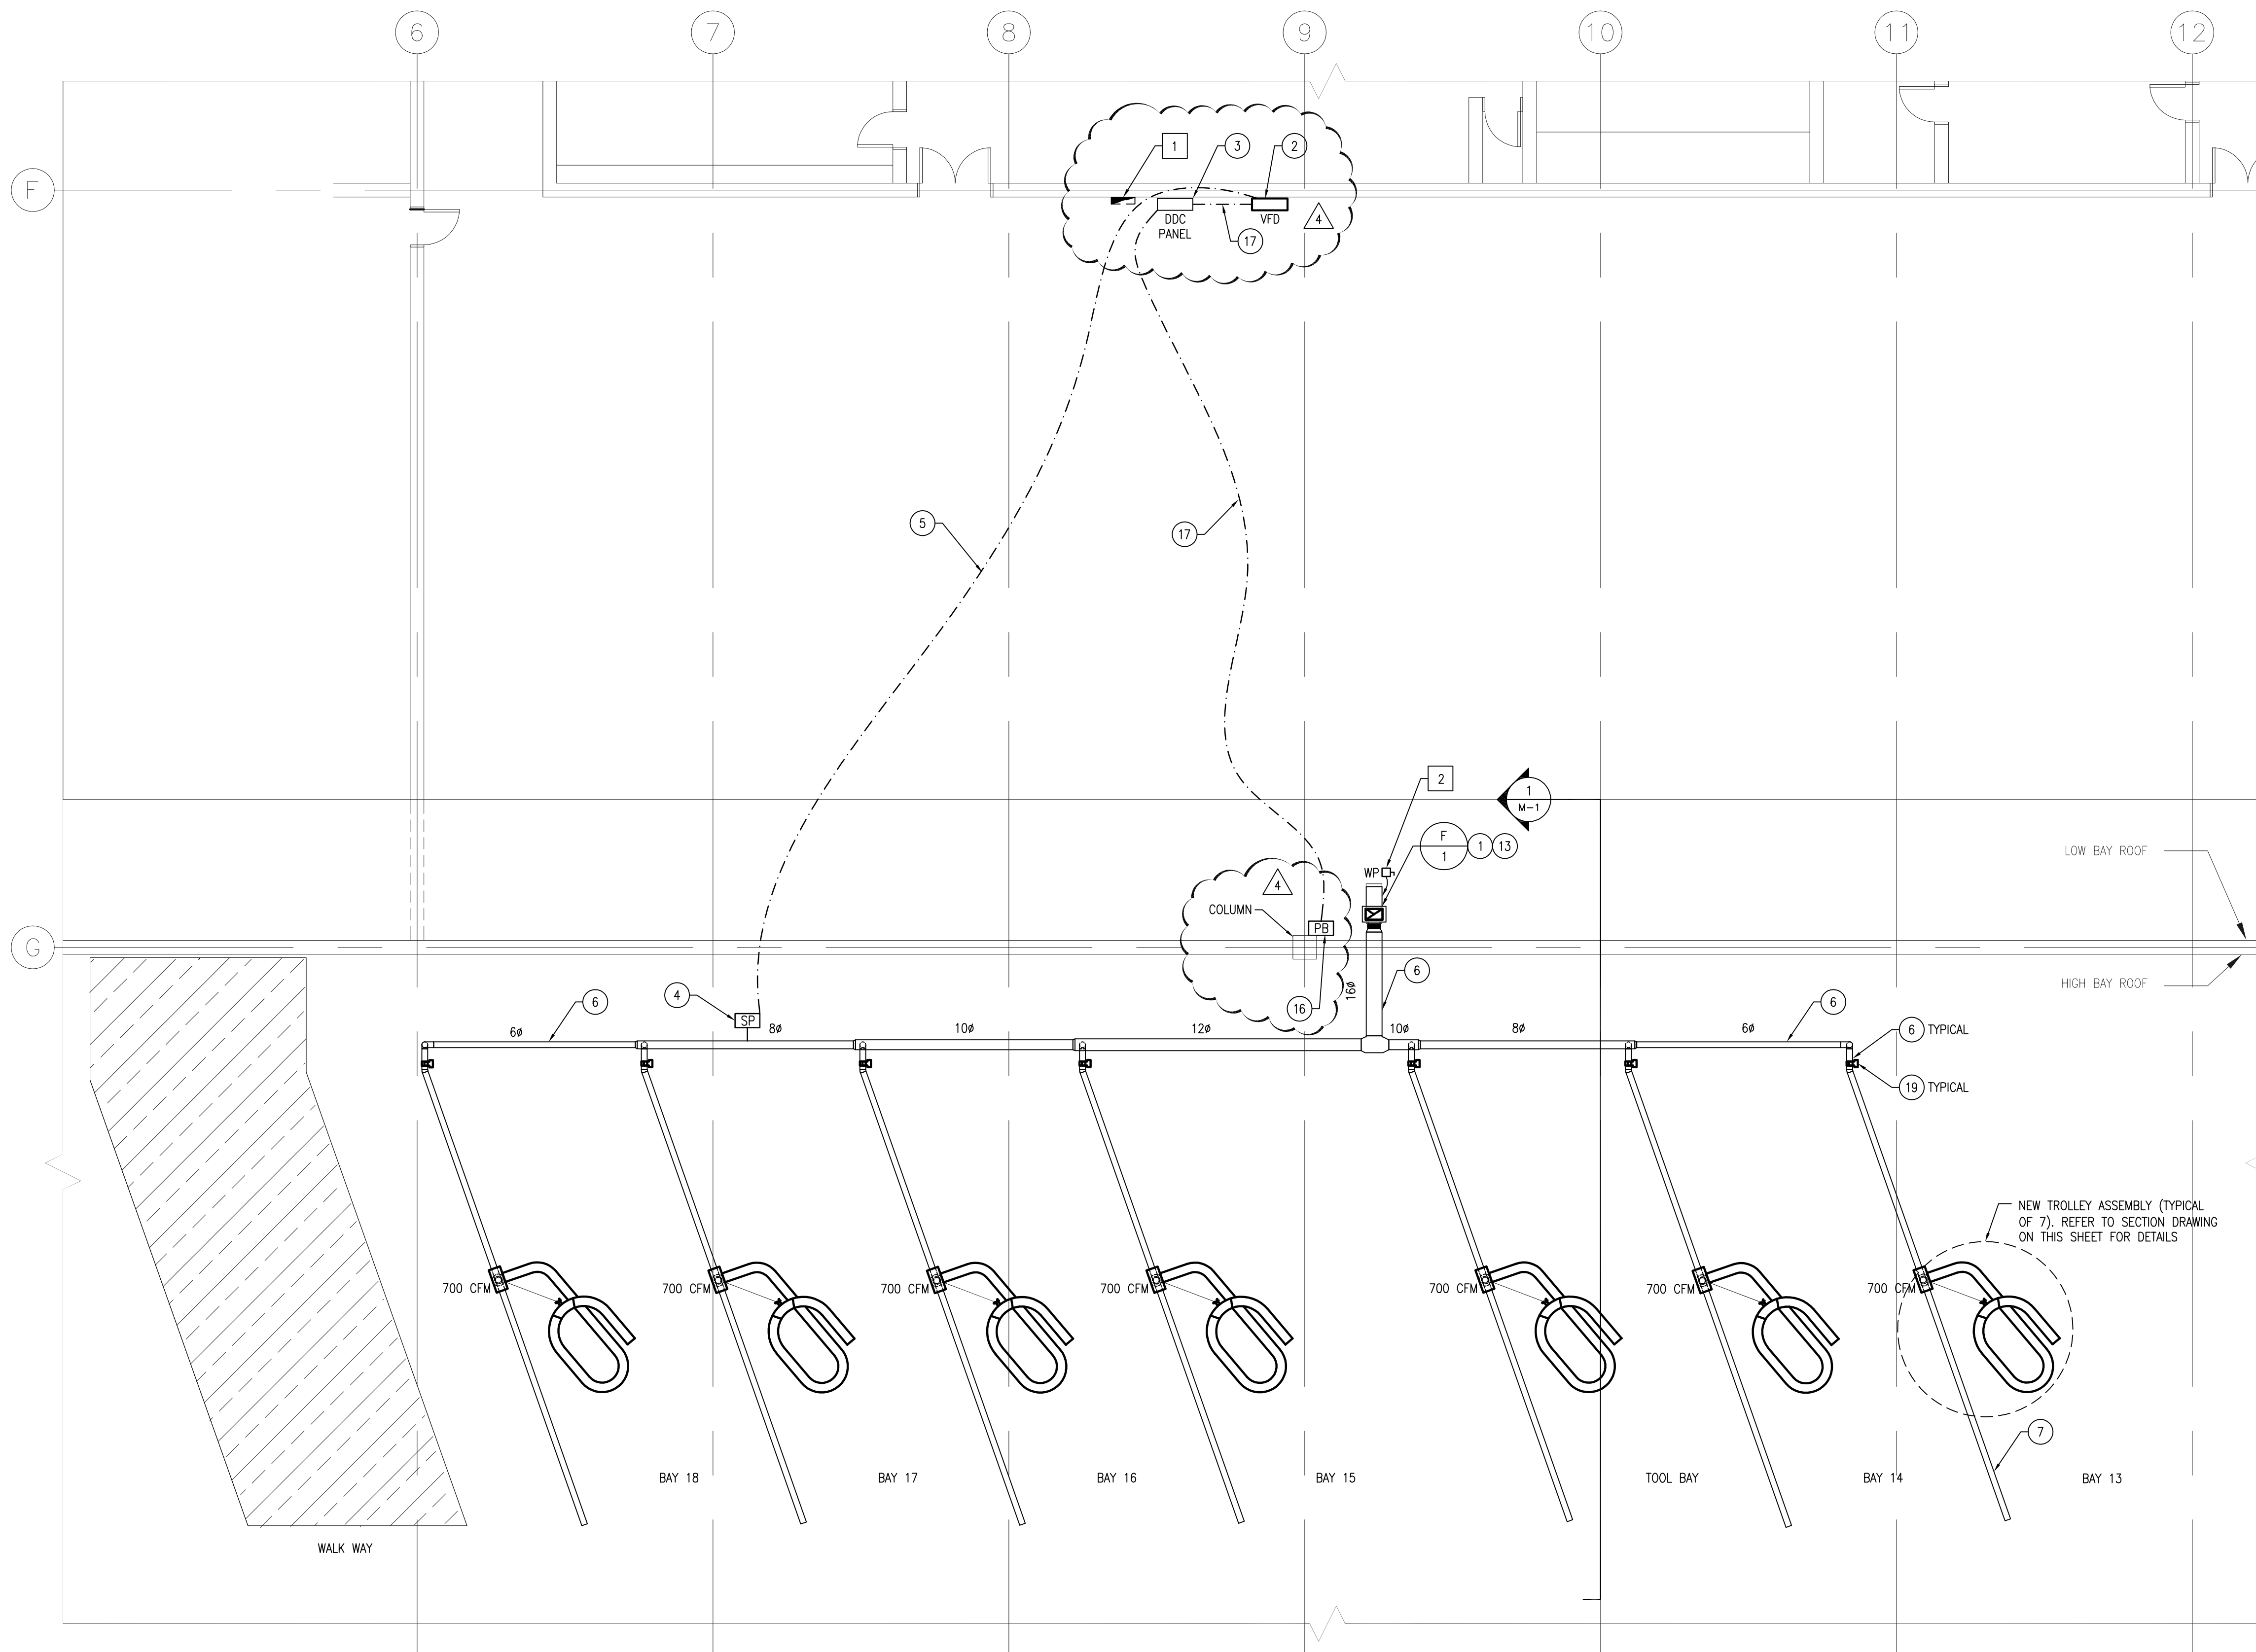 6
7
8
9
10
11
12
F
1
3
2
DDC
PANEL
VFD
4
17
5
17
2
1
M-1
F
1
1
13
WP
LOW BAY ROOF
4
COLUMN
PB
G
6
HIGH BAY ROOF
16ø
16
6
4
SP
6
6ø
8ø
10ø
12ø
10ø
8ø
6ø
6 TYPICAL
19 TYPICAL
NEW TROLLEY ASSEMBLY (TYPICAL
OF 7). REFER TO SECTION DRAWING
ON THIS SHEET FOR DETAILS
700 CFM
700 CFM
700 CFM
700 CFM
700 CFM
700 CFM
700 CFM
7
BAY 18
BAY 17
BAY 16
BAY 15
TOOL BAY
BAY 14
BAY 13
WALK WAY